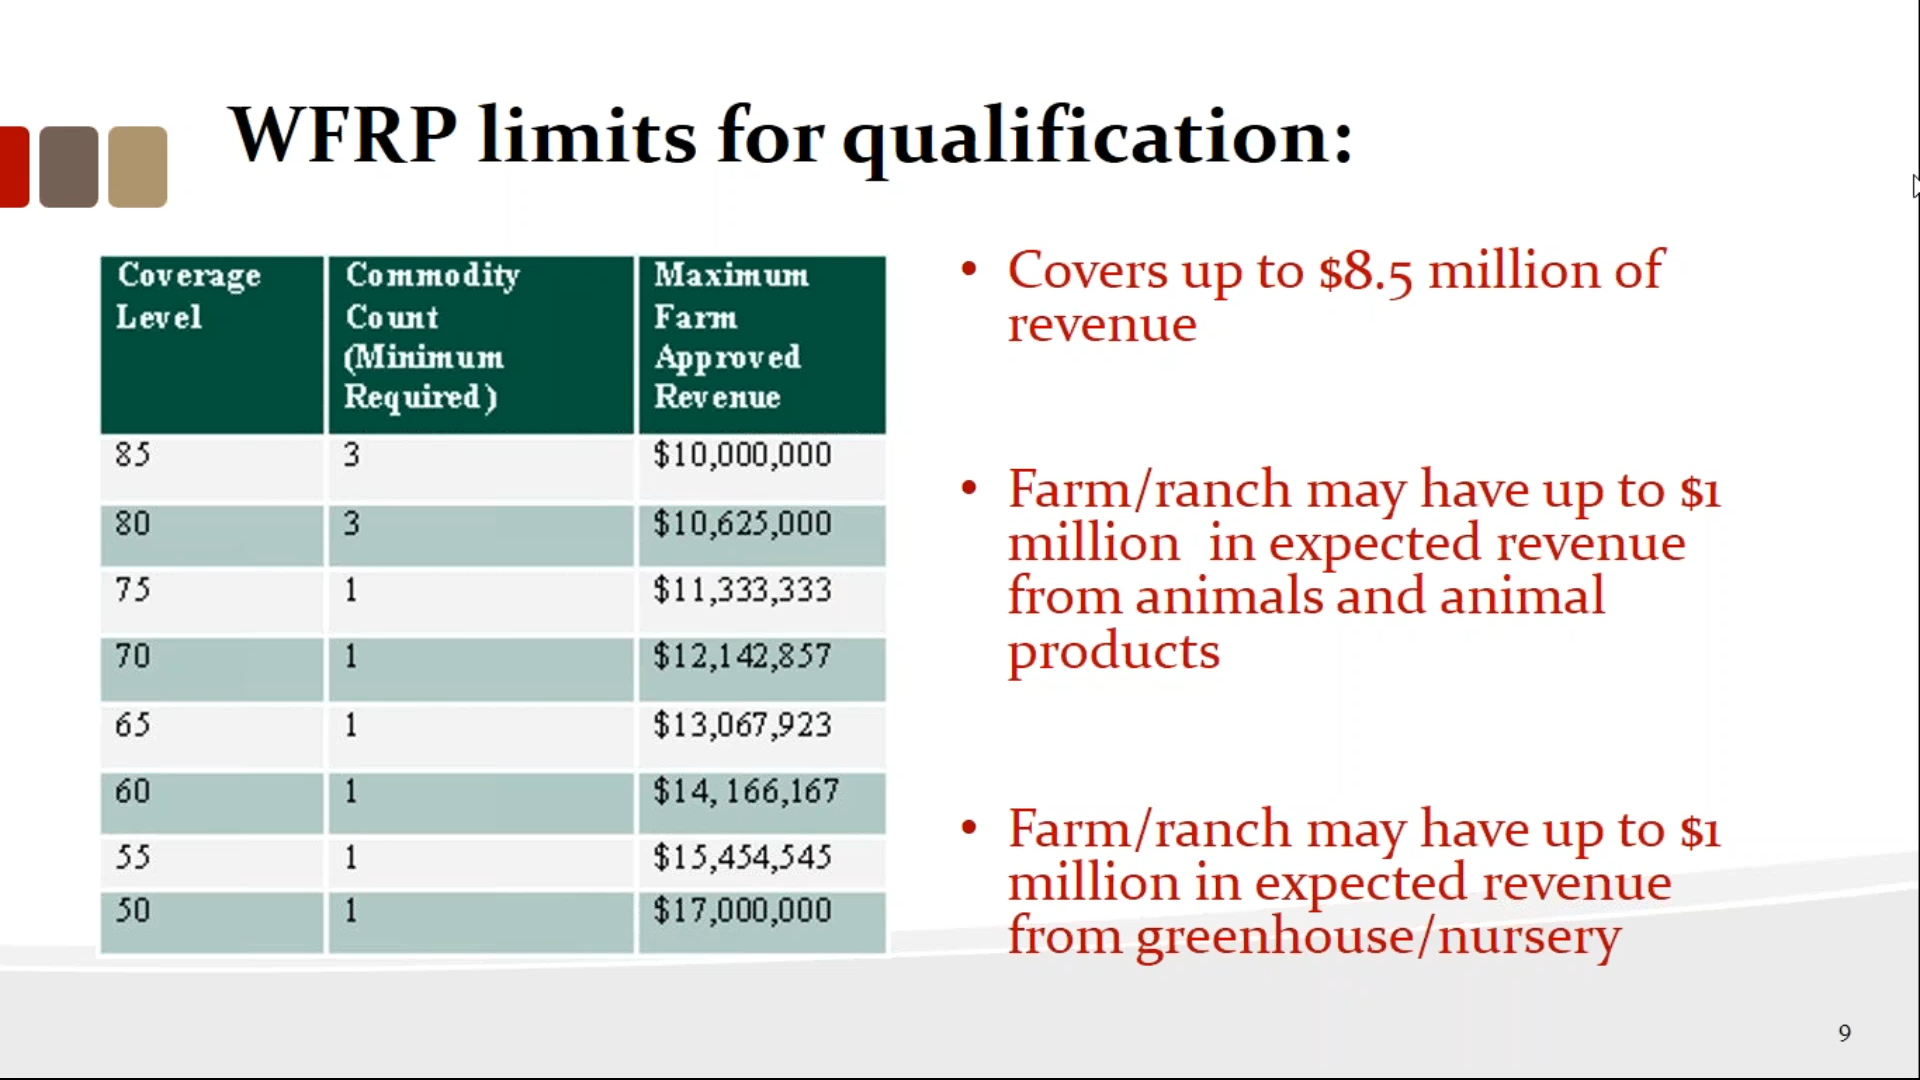 WFRP limits for qualification:
Coverage Level
Commodity Count (Minimum Required)
Maximum Farm Approved Revenue
85 3 $10,000,000
80 3 $10,625,000
75 1 $11,333,333
70 1 $12,142,857
65 1 $13,067,923
60 1 $14, 166,167
55 1 $15,454,545
50 1 $17,000,000
• Covers up to $8.5 million of
revenue
• Farm/ranch may have up to $1
million in expected revenue
from animals and animal
products
• Farm/ranch may have up to $1
million in expected revenue
from greenhouse/nursery
9